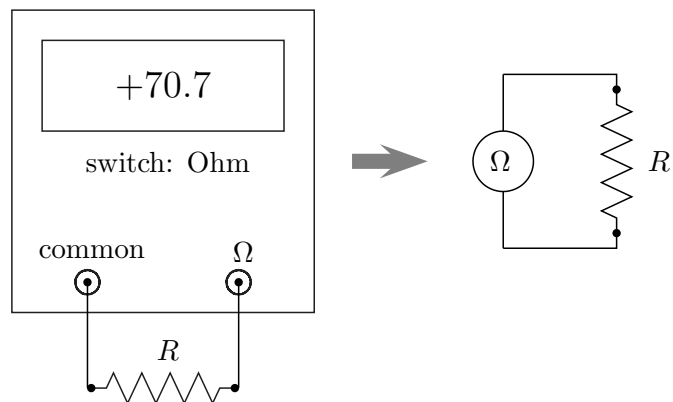 +70.7
switch: Ohm
common Ω
R
Ω R